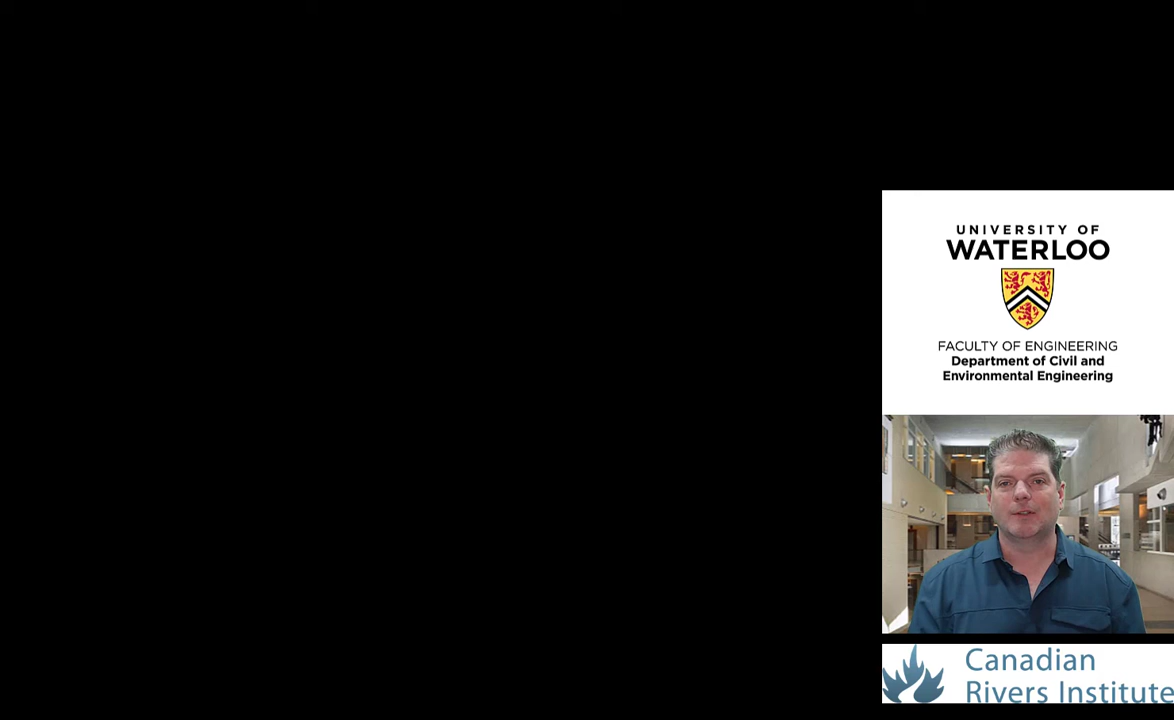 UNIVERSITY OF
WATERLOO
FACULTY OF ENGINEERING
Department of Civil and
Environmental Engineering
Canadian
Rivers Institute